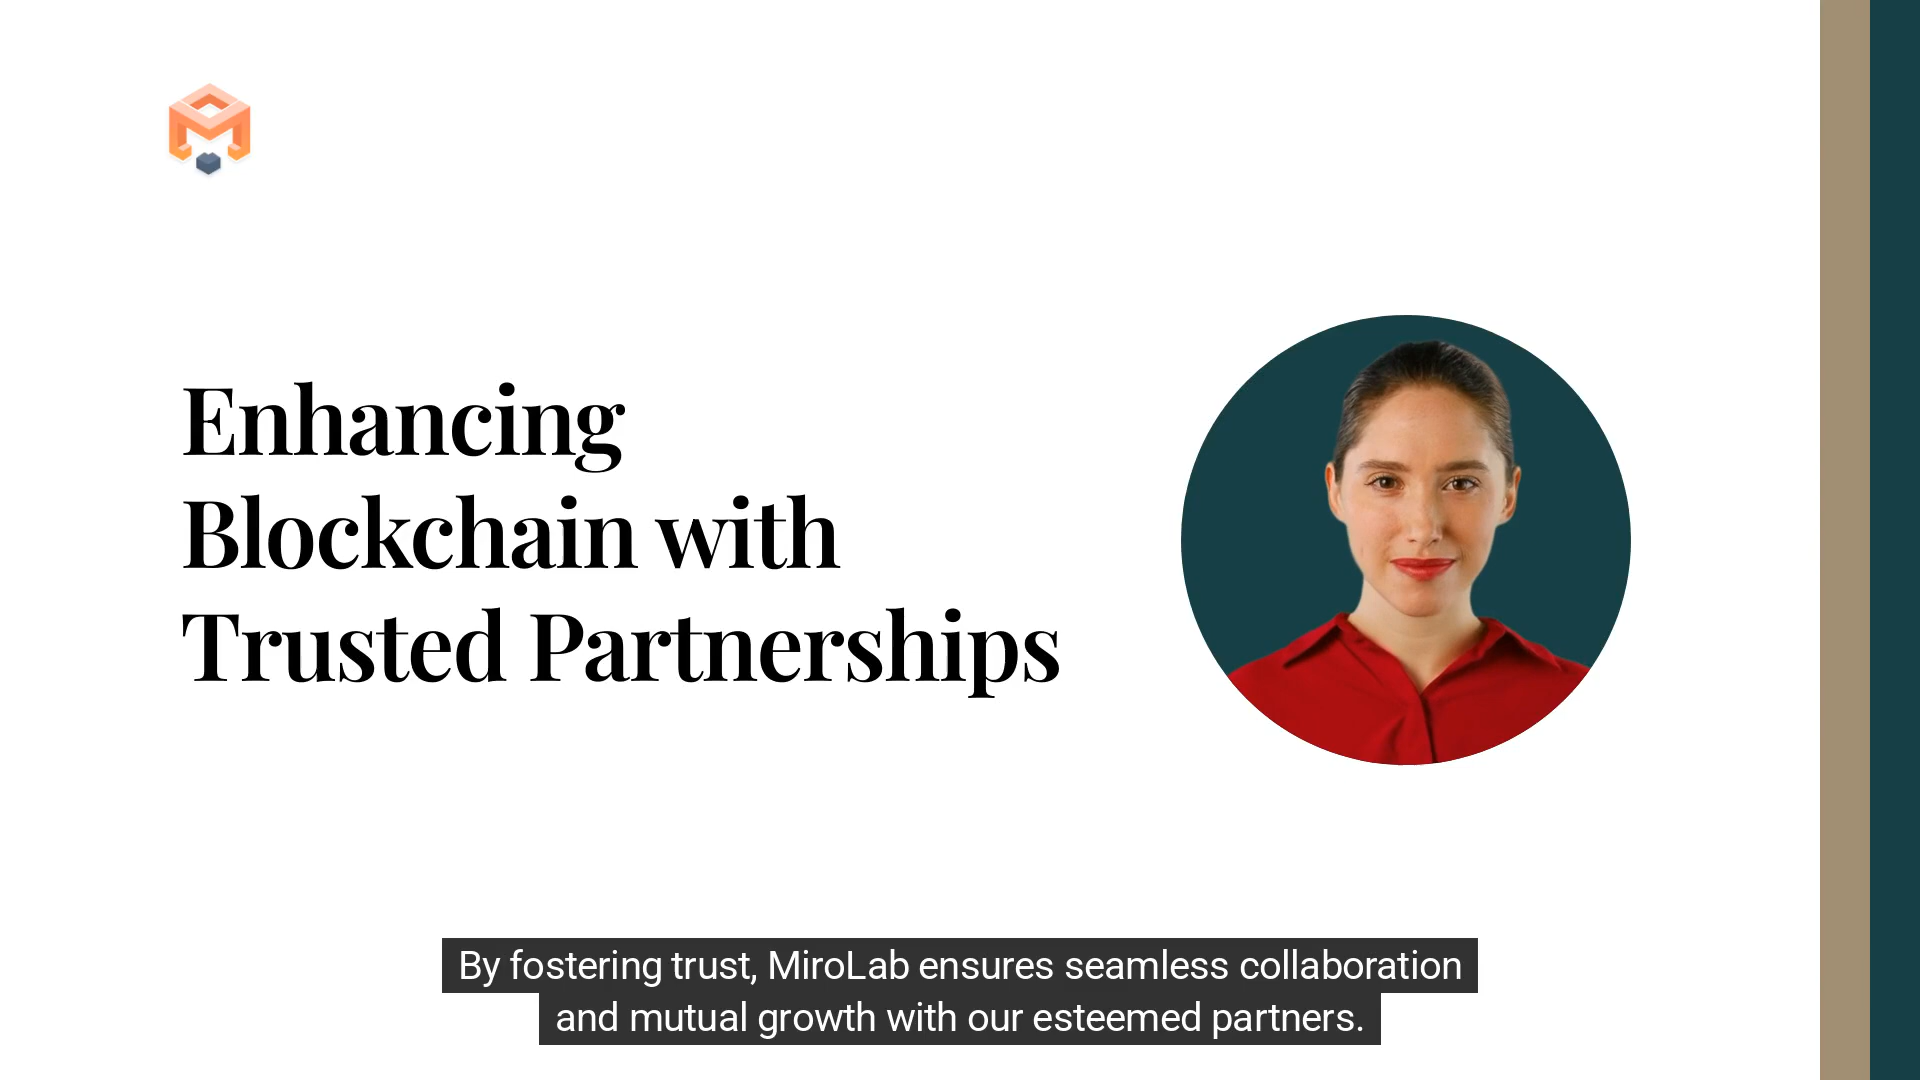 Enhancing
Blockchain with
Trusted Partnerships
By fostering trust, MiroLab ensures seamless collaboration
and mutual growth with our esteemed partners.